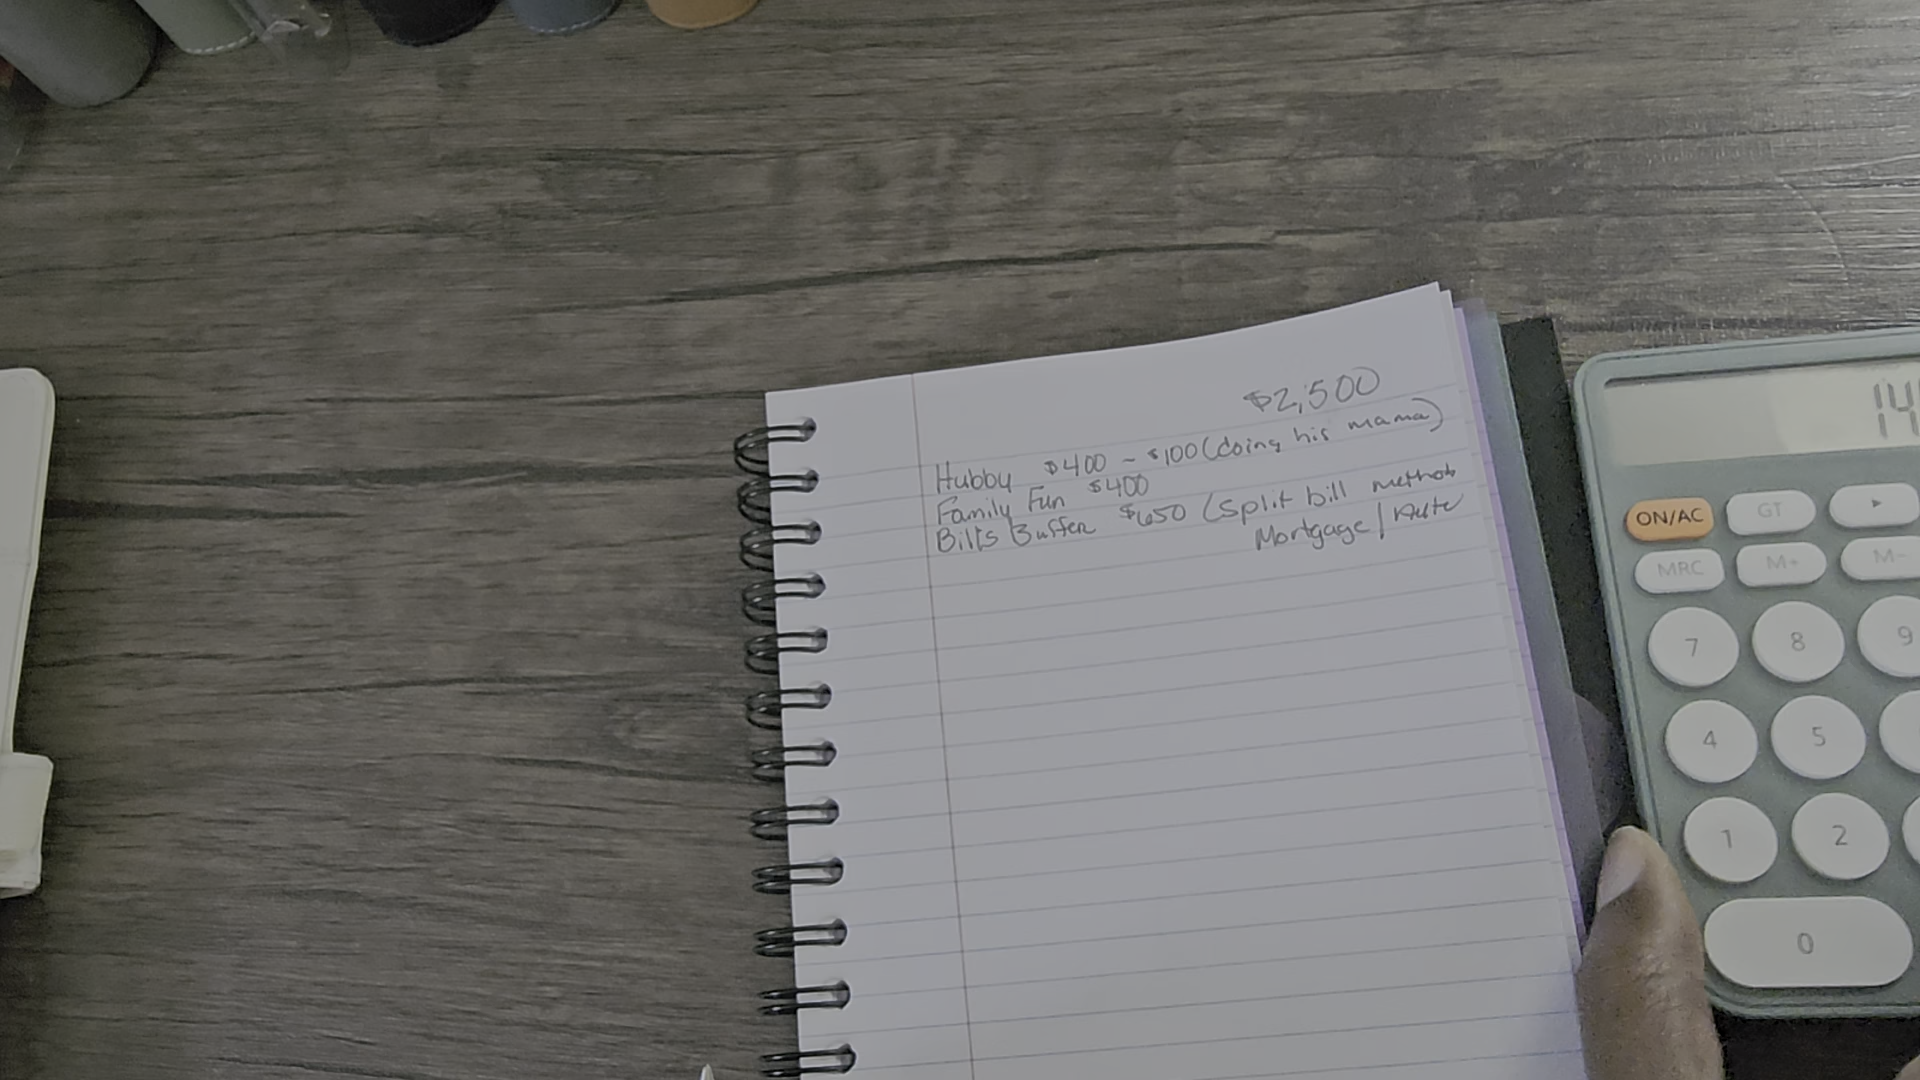 $2,500
Hubby $400 ~ $100 (doing his mama)
Family Fun $400
Bills Buffer $650 (Split bill method
Mortgage /
14
ON/AC GT ▶
MRC M+ M-
7 8 9
4 5
1 2
0